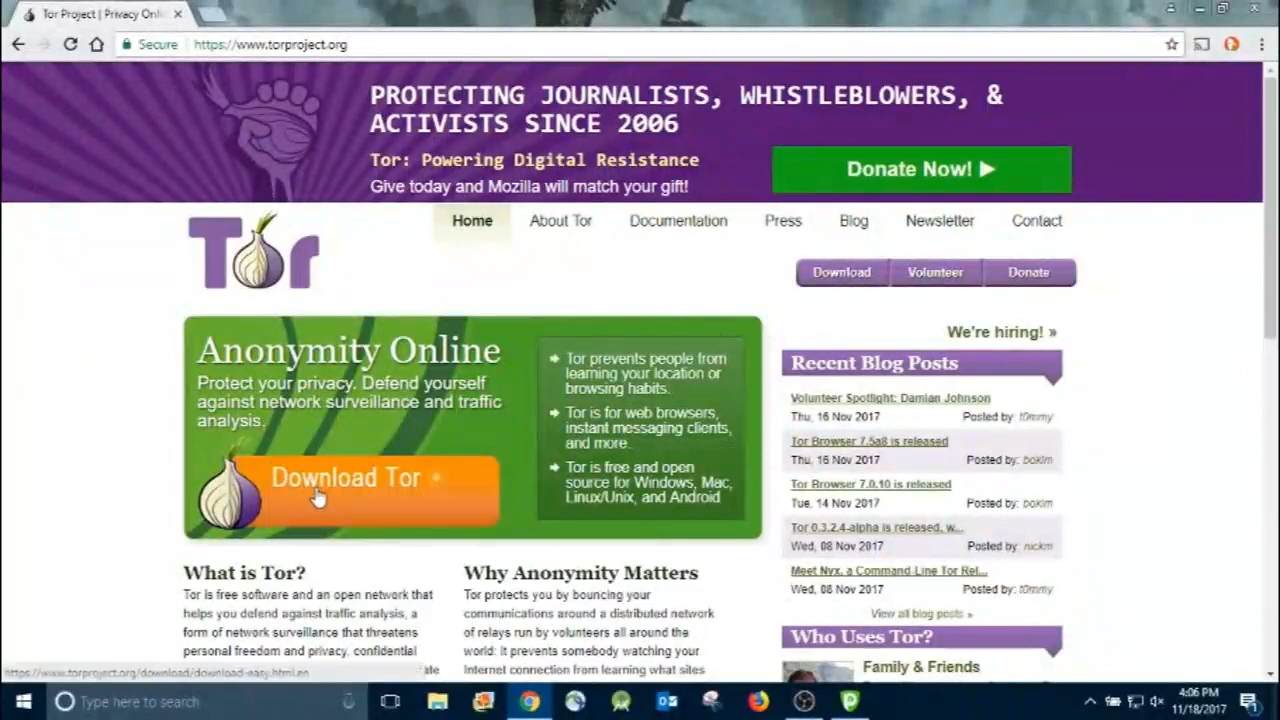 Tor Project | Privacy Onli
Secure
https://www.torproject.org
PROTECTING JOURNALISTS, WHISTLEBLOWERS, &
ACTIVISTS SINCE 2006
Tor: Powering Digital Resistance
Give today and Mozilla will match your gift!
Donate Now!
Tor
Home
About Tor
Documentation
Press
Blog
Newsletter
Contact
Download
Volunteer
Donate
Anonymity Online
Protect your privacy. Defend yourself
against network surveillance and traffic
analysis.
Download Tor
Tor prevents people from
learning your location or
browsing habits.
Tor is for web browsers,
instant messaging clients,
and more.
Tor is free and open
source for Windows, Mac,
Linux/Unix, and Android
What is Tor?
Tor is free software and an open network that
helps you defend against traffic analysis, a
form of network surveillance that threatens
personal freedom and privacy, confidential
Why Anonymity Matters
Tor protects you by bouncing your
communications around a distributed network
of relays run by volunteers all around the
world: it prevents somebody watching your
Internet connection from learning what sites
We're hiring! »
Recent Blog Posts
Volunteer Spotlight: Damian Johnson
Thu, 16 Nov 2017
Posted by: t0mmy
Tor Browser 7.5a8 is released
Thu, 16 Nov 2017
Posted by: boklm
Tor Browser 7.0.10 is released
Tue, 14 Nov 2017
Posted by: boklm
Tor 0.3.2.4-alpha is released, w...
Wed, 08 Nov 2017
Posted by: nickm
Meet Nyx, a Command-Line Tor Rel...
Wed, 08 Nov 2017
Posted by: t0mmy
View all blog posts »
Who Uses Tor?
Family & Friends
https://www.torproject.org/download/download-easy.html.en
Type here to search
4:06 PM
11/18/2017